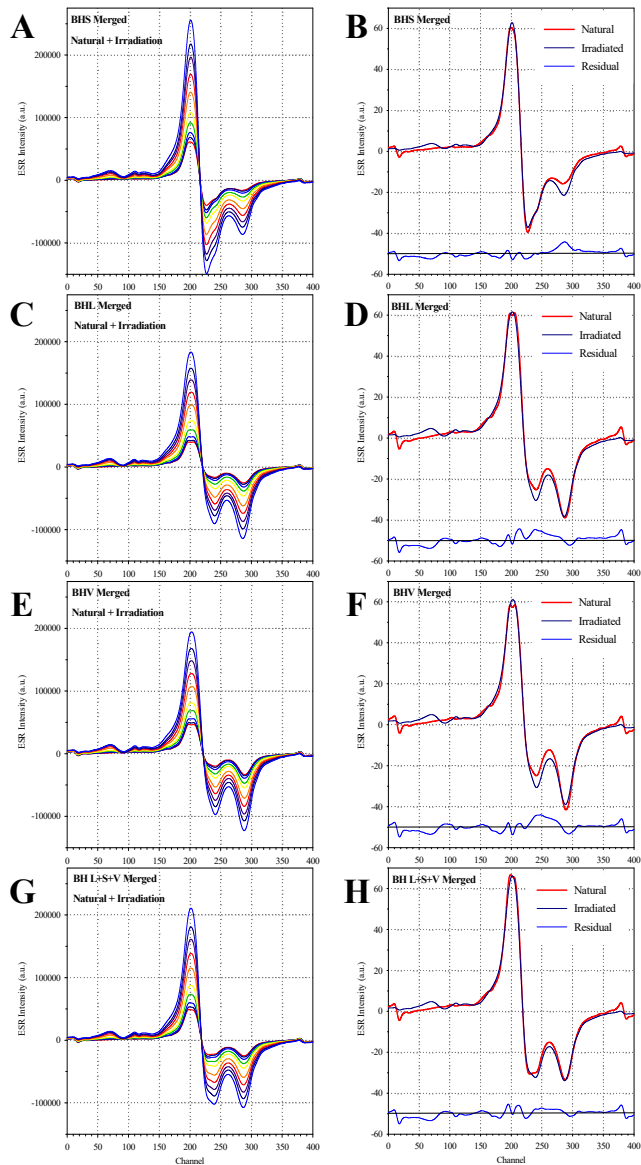 A
BHS Merged
Natural + Irradiation
ESR Intensity (a.u.)
200000
100000
0
-100000
0 50 100 150 200 250 300 350 400
B
BHS Merged
Natural
Irradiated
Residual
ESR Intensity (a.u.)
60
40
20
0
-20
-40
-60
0 50 100 150 200 250 300 350 400
C
BHL Merged
Natural + Irradiation
ESR Intensity (a.u.)
200000
100000
0
-100000
0 50 100 150 200 250 300 350 400
D
BHL Merged
Natural
Irradiated
Residual
ESR Intensity (a.u.)
60
40
20
0
-20
-40
-60
0 50 100 150 200 250 300 350 400
E
BHV Merged
Natural + Irradiation
ESR Intensity (a.u.)
200000
100000
0
-100000
0 50 100 150 200 250 300 350 400
F
BHV Merged
Natural
Irradiated
Residual
ESR Intensity (a.u.)
60
40
20
0
-20
-40
-60
0 50 100 150 200 250 300 350 400
G
BH L+S+V Merged
Natural + Irradiation
ESR Intensity (a.u.)
200000
100000
0
-100000
0 50 100 150 200 250 300 350 400
Channel
H
BH L+S+V Merged
Natural
Irradiated
Residual
ESR Intensity (a.u.)
60
40
20
0
-20
-40
-60
0 50 100 150 200 250 300 350 400
Channel